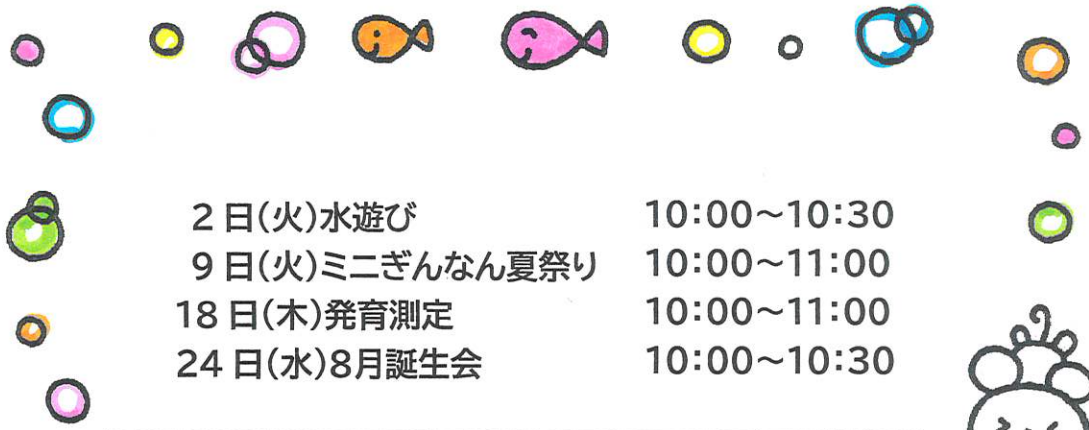 2日(火)水遊び 10:00~10:30
9日(火)ミニぎんなん夏祭り 10:00~11:00
18日(木)発育測定 10:00~11:00
24日(水)8月誕生会 10:00~10:30